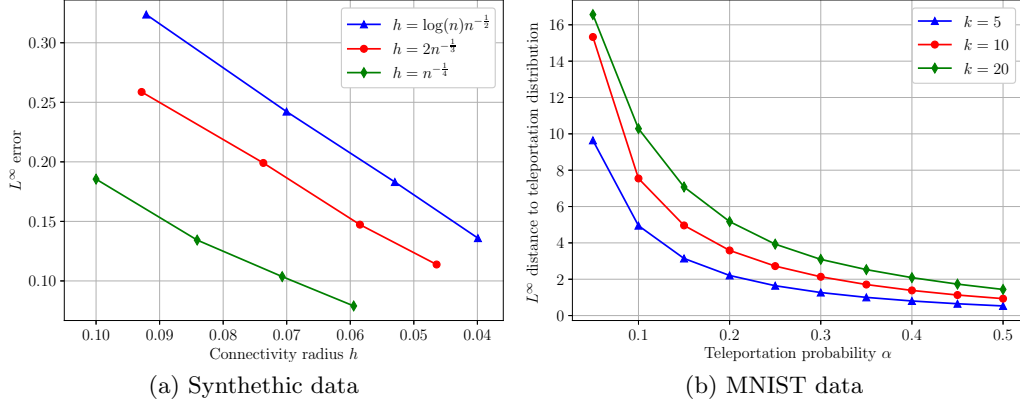 h = log(n)n^{-1/2}
h = 2n^{-1/3}
h = n^{-1/4}
L^∞ error
0.30
0.25
0.20
0.15
0.10
0.10 0.09 0.08 0.07 0.06 0.05 0.04
Connectivity radius h
(a) Synthethic data
k = 5
k = 10
k = 20
L^∞ distance to teleportation distribution
16
14
12
10
8
6
4
2
0
0.1 0.2 0.3 0.4 0.5
Teleportation probability α
(b) MNIST data